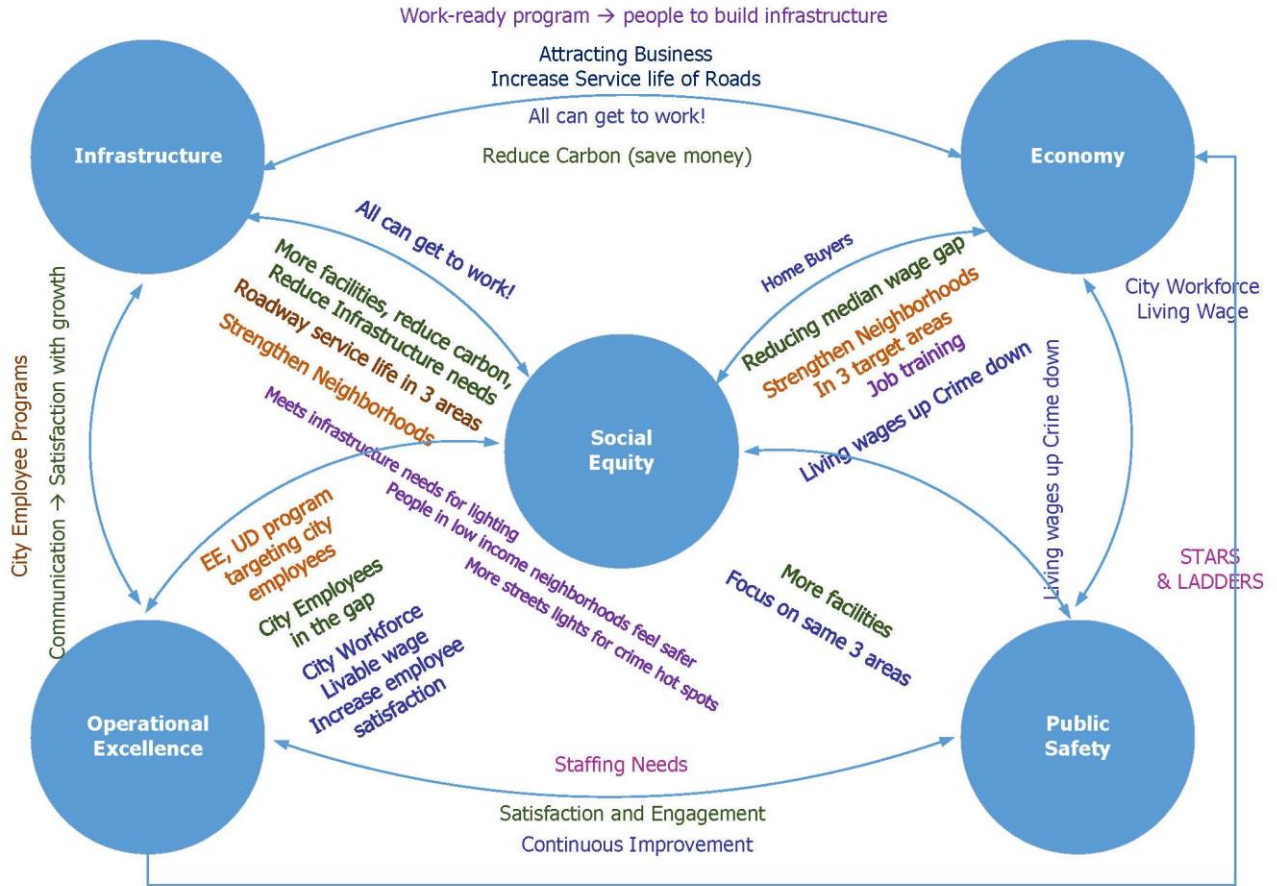 Work-ready program → people to build infrastructure
Attracting Business
Increase Service life of Roads
All can get to work!
Reduce Carbon (save money)
Infrastructure
Economy
All can get to work!
More facilities, reduce carbon,
Reduce Infrastructure needs
Roadway service life in 3 areas
Strengthen Neighborhoods
Meets infrastructure needs for lighting
People in low income neighborhoods feel safer
More streets lights for crime hot spots
Home Buyers
Reducing median wage gap
Strengthen Neighborhoods
In 3 target areas
Job training
Living wages up Crime down
City Workforce
Living Wage
Living wages up Crime down
STARS
& LADDERS
Social
Equity
City Employee Programs
Communication → Satisfaction with growth
EE, UD program
targeting city
employees
City Employees
in the gap
City Workforce
Livable wage
Increase employee
satisfaction
More facilities
Focus on same 3 areas
Operational
Excellence
Public
Safety
Staffing Needs
Satisfaction and Engagement
Continuous Improvement